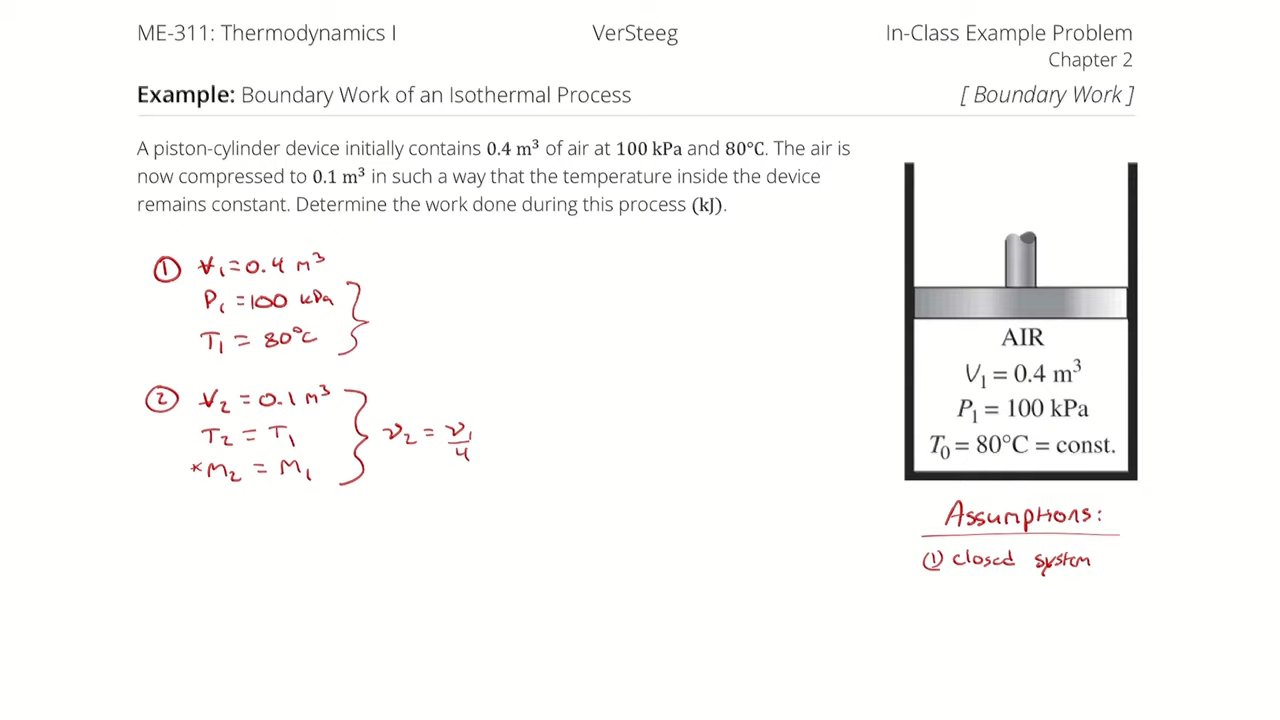 ME-311: Thermodynamics I VerSteeg In-Class Example Problem
Chapter 2
Example: Boundary Work of an Isothermal Process [ Boundary Work ]
A piston-cylinder device initially contains 0.4 m³ of air at 100 kPa and 80°C. The air is
now compressed to 0.1 m³ in such a way that the temperature inside the device
remains constant. Determine the work done during this process (kJ).
① V₁ = 0.4 m³
P₁ = 100 kPa
T₁ = 80°C
② V₂ = 0.1 m³
T₂ = T₁
*M₂ = M₁
v₂ = v₁/4
AIR
V₁ = 0.4 m³
P₁ = 100 kPa
T₀ = 80°C = const.
Assumptions:
① closed system